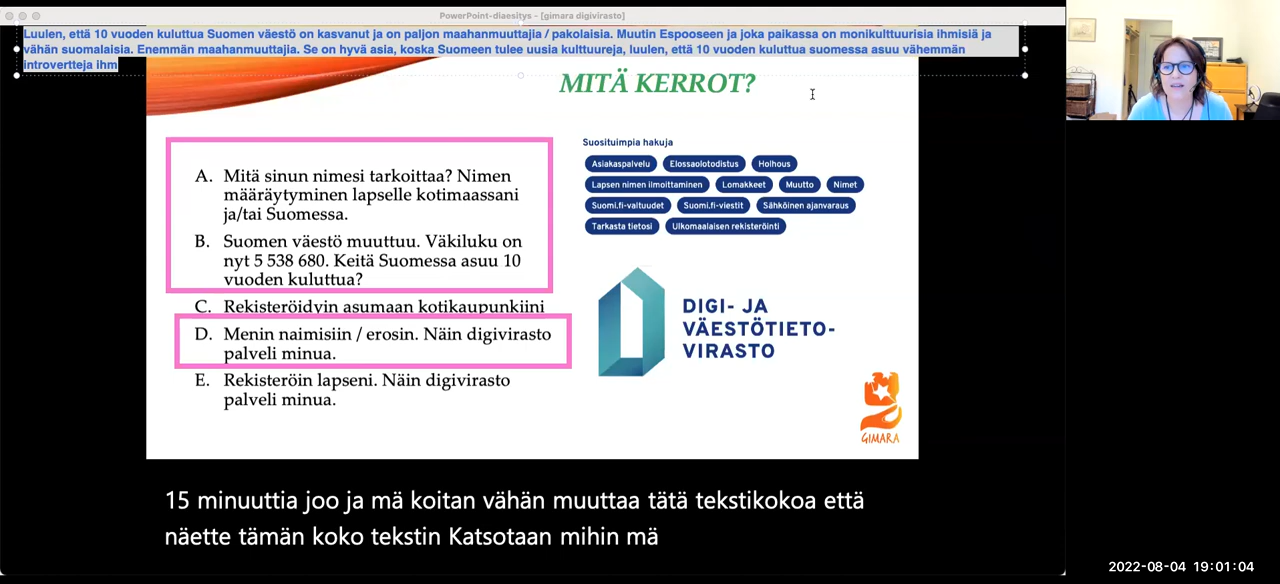 PowerPoint-diaesitys - [gimara digivirasto]
Luulen, että 10 vuoden kuluttua Suomen väestö on kasvanut ja on paljon maahanmuuttajia / pakolaisia. Muutin Espooseen ja joka paikassa on monikulttuurisia ihmisiä ja
vähän suomalaisia. Enemmän maahanmuuttajia. Se on hyvä asia, koska Suomeen tulee uusia kulttuureja, luulen, että 10 vuoden kuluttua suomessa asuu vähemmän
introvertteja ihm
MITÄ KERROT?
A. Mitä sinun nimesi tarkoittaa? Nimen
määräytyminen lapselle kotimaassani
ja/tai Suomessa.
B. Suomen väestö muuttuu. Väkiluku on
nyt 5 538 680. Keitä Suomessa asuu 10
vuoden kuluttua?
C. Rekisteröidyin asumaan kotikaupunkiini
D. Menin naimisiin / erosin. Näin digivirasto
palveli minua.
E. Rekisteröin lapseni. Näin digivirasto
palveli minua.
Suosituimpia hakuja
Asiakaspalvelu Elossaolotodistus Holhous
Lapsen nimen ilmoittaminen Lomakkeet Muutto Nimet
Suomi.fi-valtuudet Suomi.fi-viestit Sähköinen ajanvaraus
Tarkasta tietosi Ulkomaalaisen rekisteröinti
DIGI- JA
VÄESTÖTIETO-
VIRASTO
GIMARA
15 minuuttia joo ja mä koitan vähän muuttaa tätä tekstikokoa että
näette tämän koko tekstin Katsotaan mihin mä
2022-08-04 19:01:04